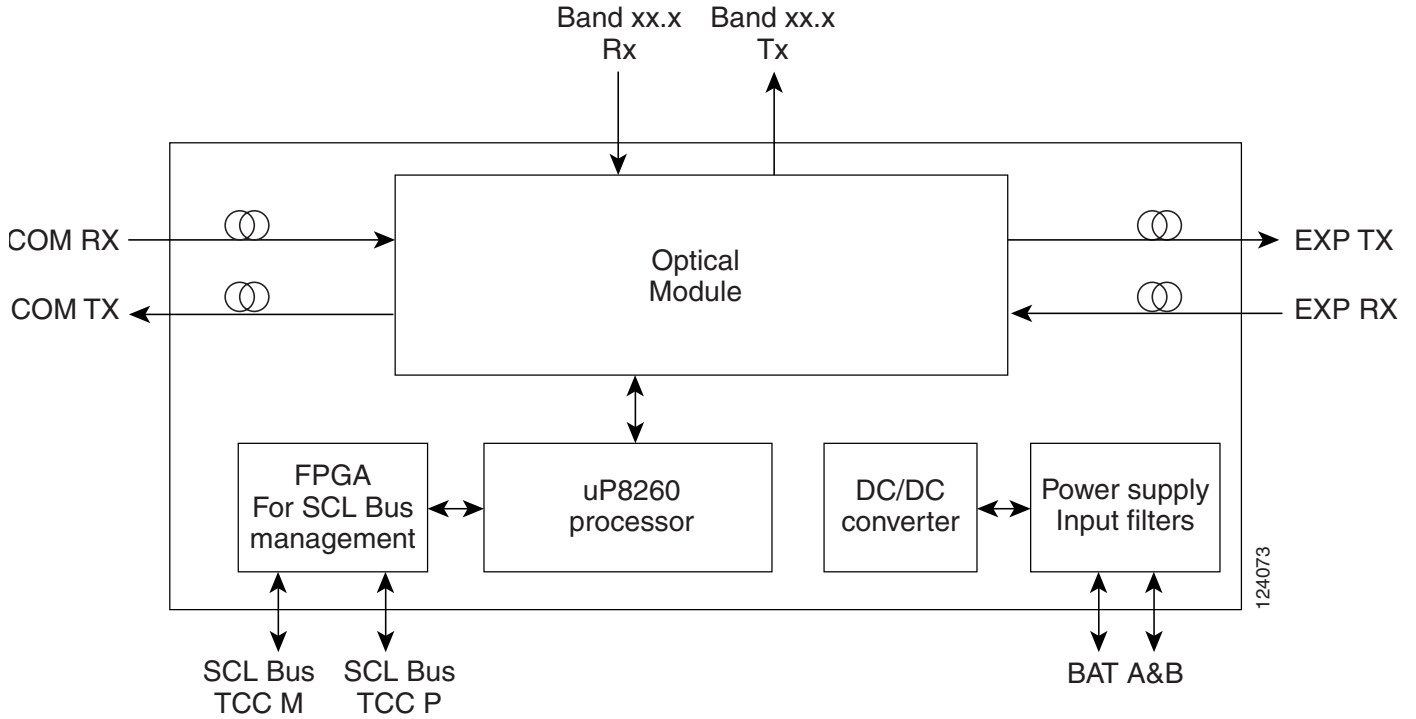 Band xx.x
Rx
Band xx.x
Tx
COM RX
COM TX
Optical
Module
EXP TX
EXP RX
FPGA
For SCL Bus
management
uP8260
processor
DC/DC
converter
Power supply
Input filters
124073
SCL Bus
TCC M
SCL Bus
TCC P
BAT A&B